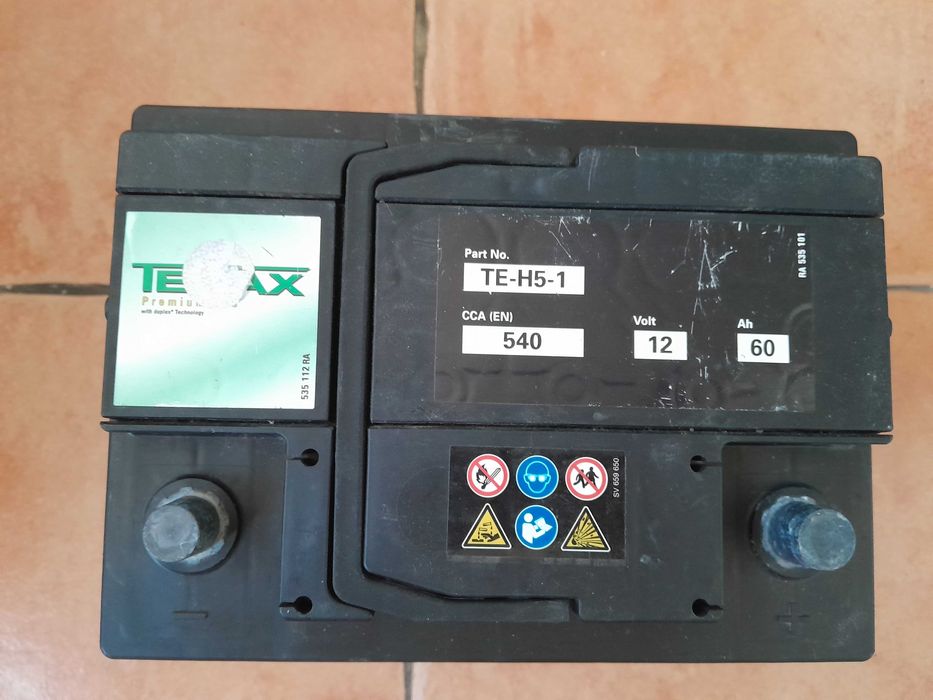 Premium
with duplex® Technology
535 112 RA
Part No.
TE-H5-1
CCA (EN)
540
Volt
12
Ah
60
RA 535 101
SV 659 650
−
+